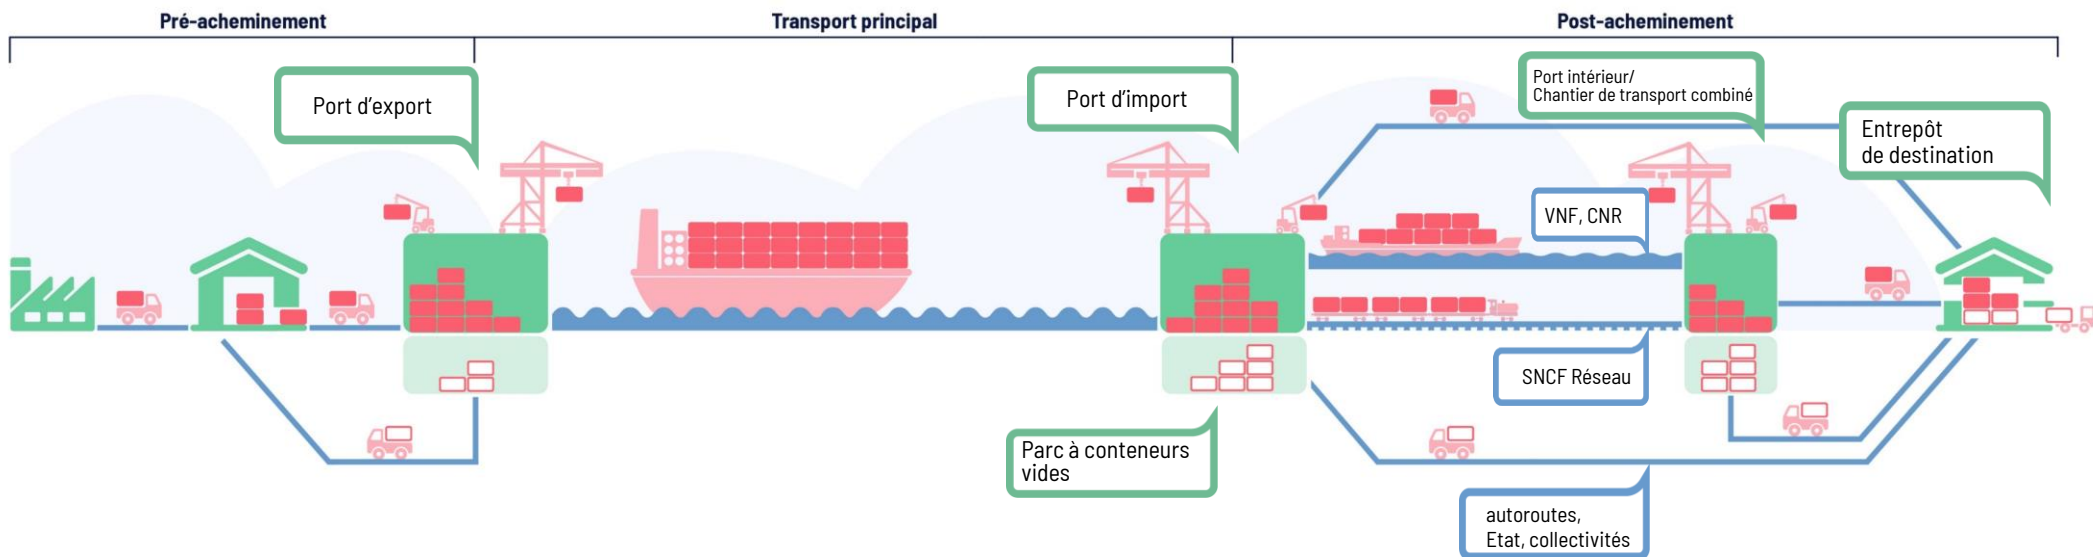 Pré-acheminement
Transport principal
Post-acheminement
Port d’export
Port d’import
Port intérieur/
Chantier de transport combiné
Entrepôt
de destination
VNF, CNR
SNCF Réseau
Parc à conteneurs
vides
autoroutes,
Etat, collectivités